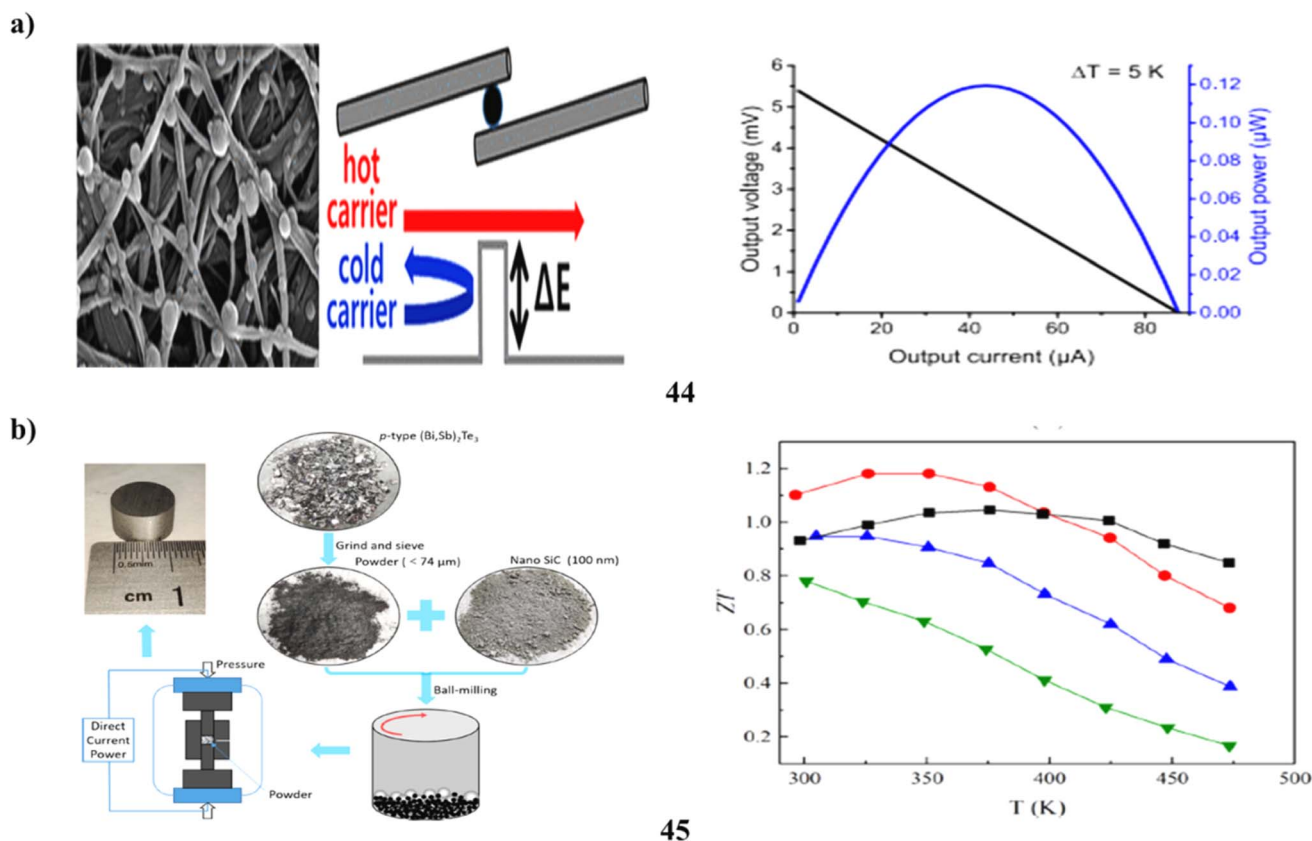 a)
hot
carrier
cold
carrier
ΔE
ΔT = 5 K
Output voltage (mV)
6
5
4
3
2
1
0
0
20
40
60
80
Output current (μA)
0.12
0.10
0.08
0.06
0.04
0.02
0.00
Output power (μW)
44
b)
p-type (Bi,Sb)₂Te₃
Grind and sieve
Powder ( < 74 μm)
Nano SiC (100 nm)
0.5mm
cm 1
Pressure
Ball-milling
Direct
Current
Power
Powder
ZT
1.2
1.0
0.8
0.6
0.4
0.2
300
350
400
450
500
T (K)
45